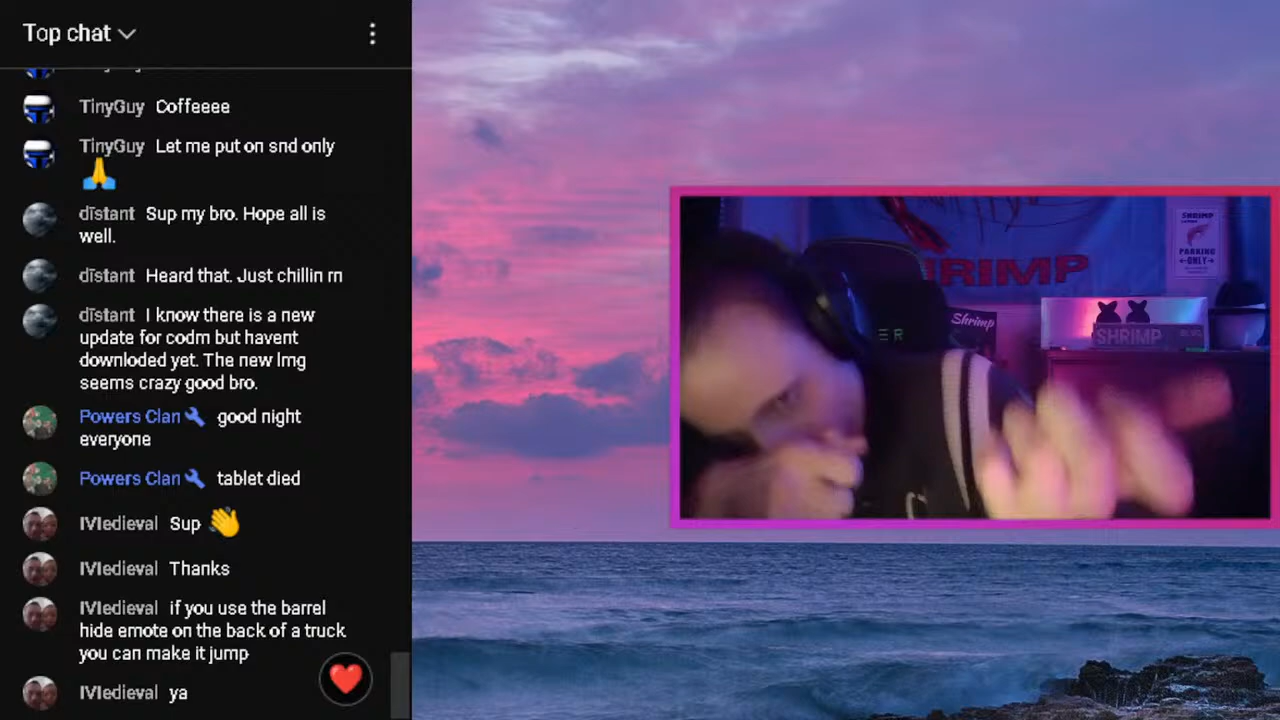 Top chat
TinyGuy Coffeeee
TinyGuy Let me put on snd only
distant Sup my bro. Hope all is
well.
distant Heard that. Just chillin rn
distant I know there is a new
update for codm but havent
downloded yet. The new lmg
seems crazy good bro.
Powers Clan good night
everyone
Powers Clan tablet died
IVIedieval Sup
IVIedieval Thanks
IVIedieval if you use the barrel
hide emote on the back of a truck
you can make it jump
IVIedieval ya
SHRIMP
PARKING
ONLY
HRIMP
Shrimp
SHRIMP
E R